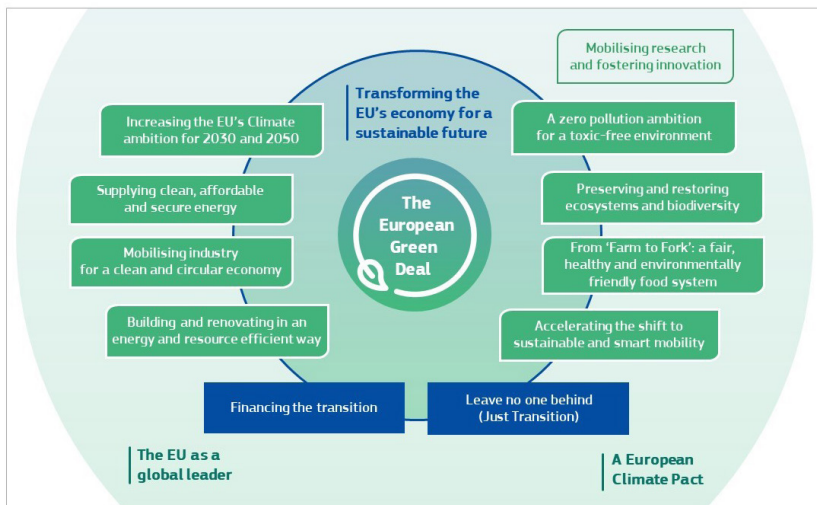 Mobilising research
and fostering innovation
Transforming the
EU's economy for a
sustainable future
Increasing the EU's Climate
ambition for 2030 and 2050
A zero pollution ambition
for a toxic-free environment
Supplying clean, affordable
and secure energy
The
European
Green
Deal
Preserving and restoring
ecosystems and biodiversity
Mobilising industry
for a clean and circular economy
From 'Farm to Fork': a fair,
healthy and environmentally
friendly food system
Building and renovating in an
energy and resource efficient way
Accelerating the shift to
sustainable and smart mobility
Financing the transition
Leave no one behind
(Just Transition)
The EU as a
global leader
A European
Climate Pact